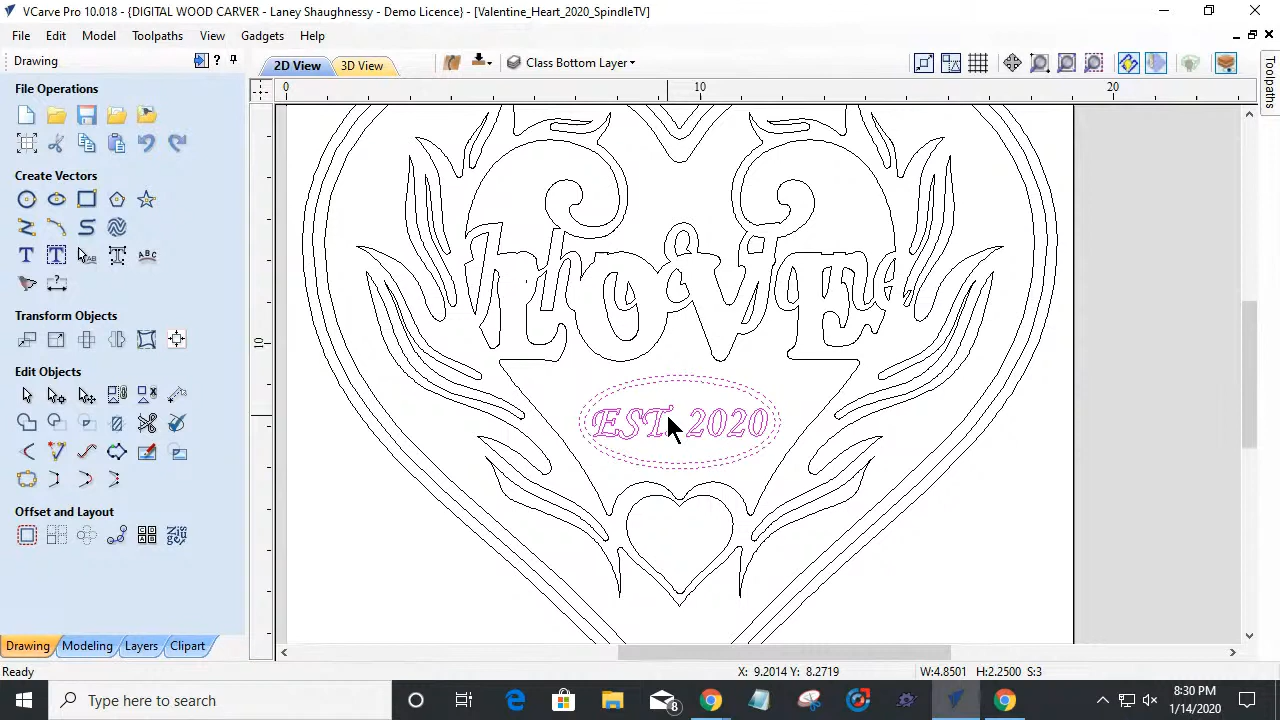 VCarve Pro 10.018 - {DIGITAL WOOD CARVER - Laney Shaughnessy - Demo Licence} - [Valentine_Heart_2020_SpindleTV]
File Edit Model Toolpaths View Gadgets Help
Drawing
2D View
3D View
Class Bottom Layer
Toolpaths
0 10 20
10
File Operations
Create Vectors
Transform Objects
Edit Objects
Offset and Layout
LOVE
EST. 2020
Drawing Modeling Layers Clipart
Ready
X: 9.2014 Y: 8.2719
W:4.8501 H:2.2500 S:3
Type here to search
8
8:30 PM
1/14/2020